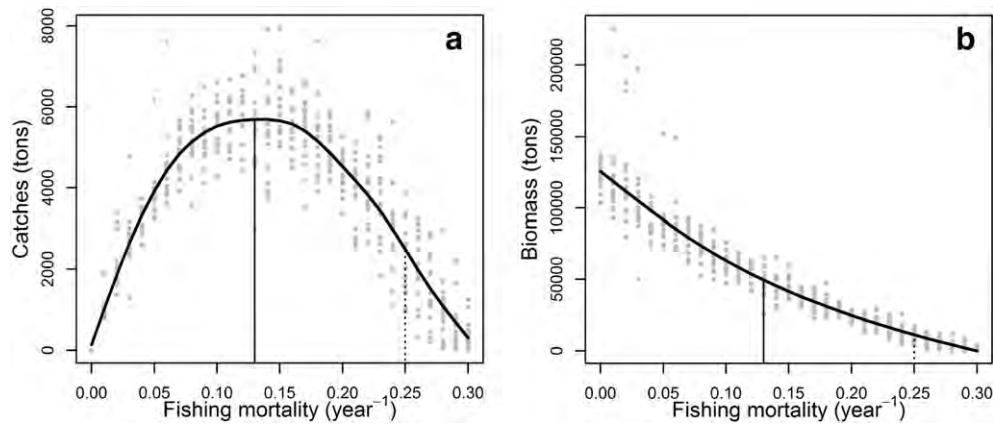 a
Catches (tons)
8000
6000
4000
2000
0
0.00 0.05 0.10 0.15 0.20 0.25 0.30
Fishing mortality (year⁻¹)
b
Biomass (tons)
200000
150000
100000
50000
0
0.00 0.05 0.10 0.15 0.20 0.25 0.30
Fishing mortality (year⁻¹)